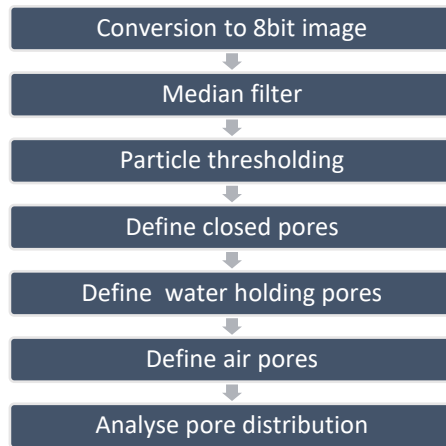 Conversion to 8bit image
Median filter
Particle thresholding
Define closed pores
Define water holding pores
Define air pores
Analyse pore distribution